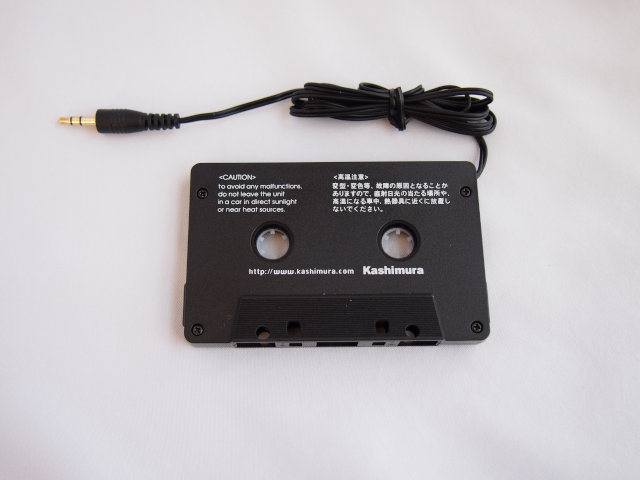 <CAUTION>
to avoid any malfunctions,
do not leave the unit
in a car in direct sunlight
or near heat sources.
<高温注意>
変型・変色等、故障の原因となることか
ありますので、直射日光の当たる場所や、
高温になる車中、熱器具に近くに放置し
ないでください。
http://www.kashimura.com
Kashimura